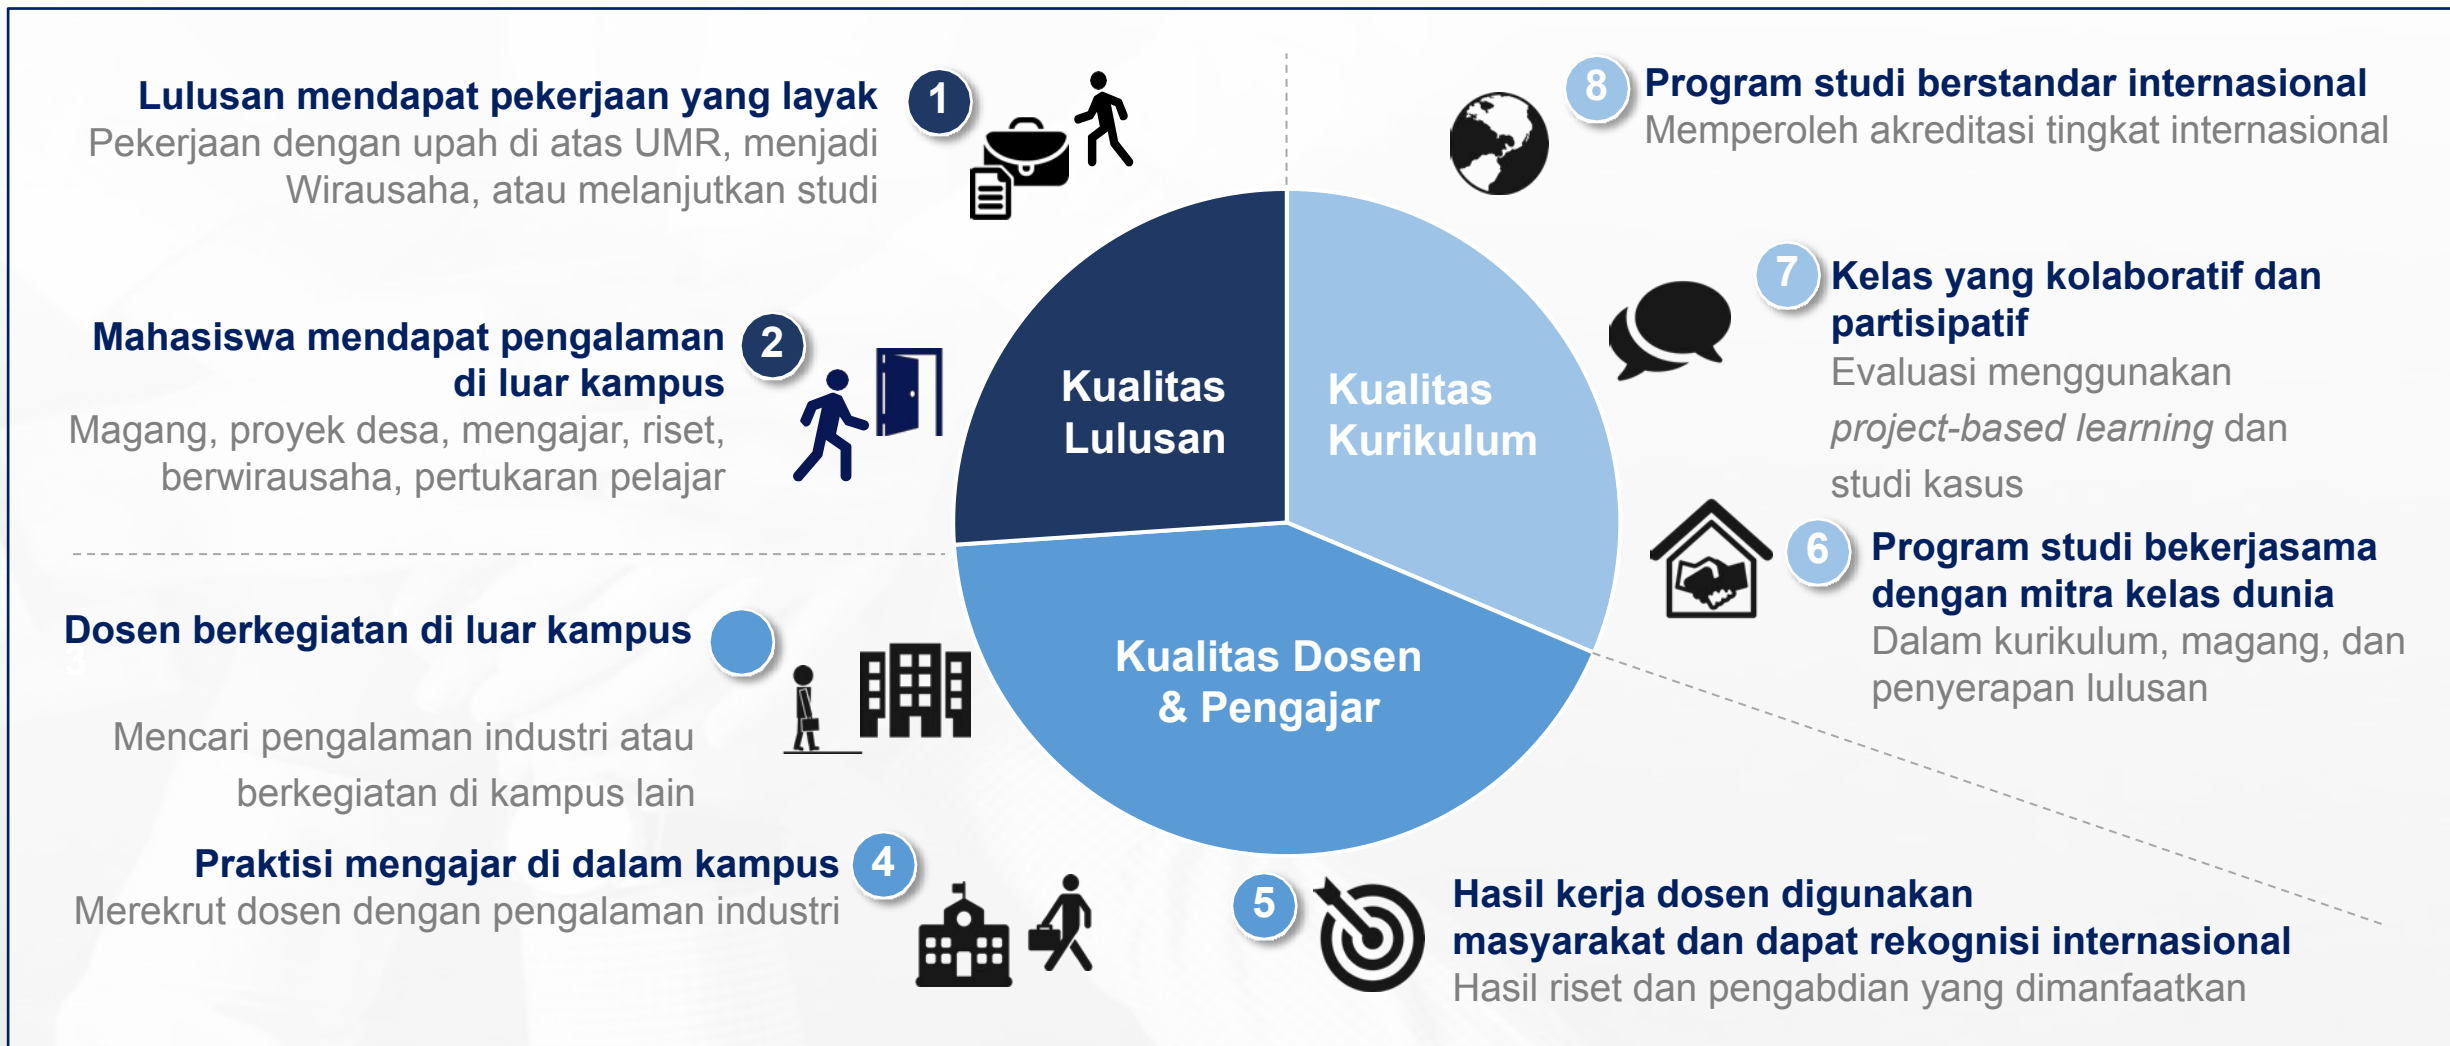 1
Lulusan mendapat pekerjaan yang layak
Pekerjaan dengan upah di atas UMR, menjadi
Wirausaha, atau melanjutkan studi
2
Mahasiswa mendapat pengalaman
di luar kampus
Magang, proyek desa, mengajar, riset,
berwirausaha, pertukaran pelajar
3
Dosen berkegiatan di luar kampus
Mencari pengalaman industri atau
berkegiatan di kampus lain
4
Praktisi mengajar di dalam kampus
Merekrut dosen dengan pengalaman industri
5
Hasil kerja dosen digunakan
masyarakat dan dapat rekognisi internasional
Hasil riset dan pengabdian yang dimanfaatkan
6
Program studi bekerjasama
dengan mitra kelas dunia
Dalam kurikulum, magang, dan
penyerapan lulusan
7
Kelas yang kolaboratif dan
partisipatif
Evaluasi menggunakan
project-based learning dan
studi kasus
8
Program studi berstandar internasional
Memperoleh akreditasi tingkat internasional
Kualitas
Lulusan
Kualitas
Kurikulum
Kualitas Dosen
& Pengajar